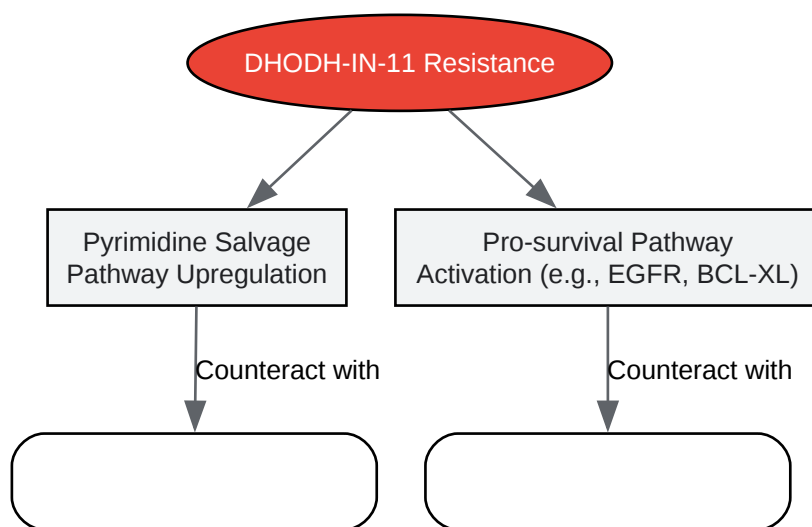 DHODH-IN-11 Resistance
Pyrimidine Salvage
Pathway Upregulation
Pro-survival Pathway
Activation (e.g., EGFR, BCL-XL)
Counteract with
Counteract with